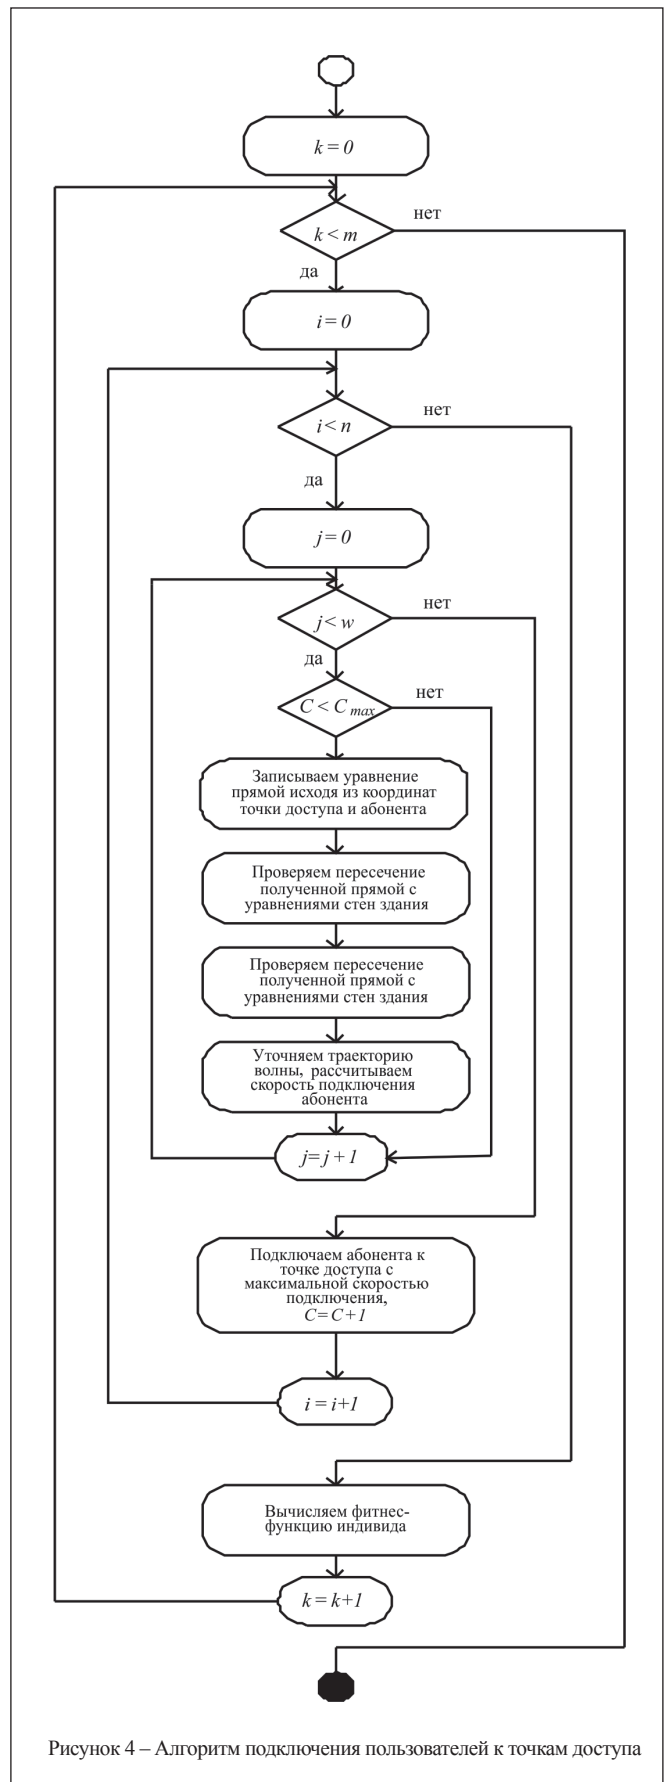 k = 0
нет
k < m
да
i = 0
нет
i < n
да
j = 0
нет
j < w
да
нет
C < C max
Записываем уравнение
прямой исходя из координат
точки доступа и абонента
Проверяем пересечение
полученной прямой с
уравнениями стен здания
Проверяем пересечение
полученной прямой с
уравнениями стен здания
Уточняем траекторию
волны, рассчитываем
скорость подключения
абонента
j= j + 1
Подключаем абонента к
точке доступа с
максимальной скоростью
подключения,
C= C + 1
i = i+1
Вычисляем фитнес-
функцию индивида
k = k+1
Рисунок 4 – Алгоритм подключения пользователей к точкам доступа